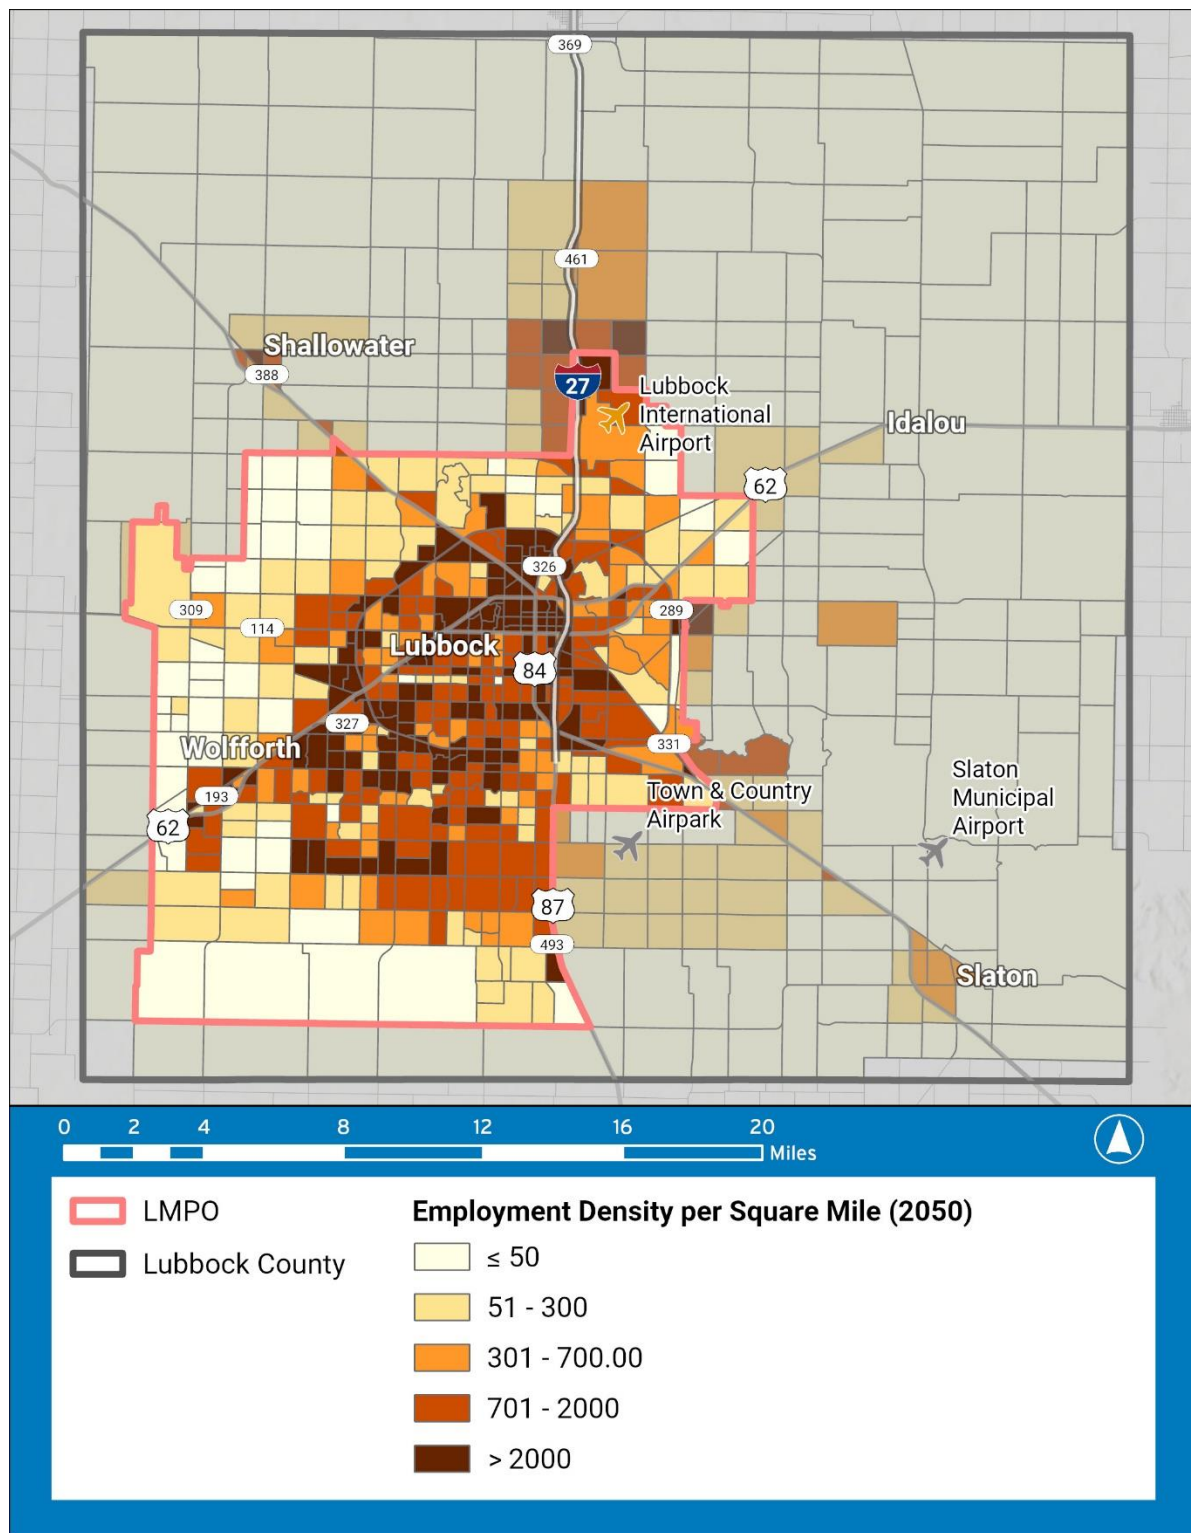 369
461
Shallowater
388
27
Lubbock
International
Airport
Idalou
62
326
309
289
114
Lubbock
84
327
331
Wolfforth
193
Town & Country
Airpark
Slaton
Municipal
Airport
62
87
493
Slaton
0 2 4 8 12 16 20
Miles
LMPO
Lubbock County
Employment Density per Square Mile (2050)
≤ 50
51 - 300
301 - 700.00
701 - 2000
> 2000